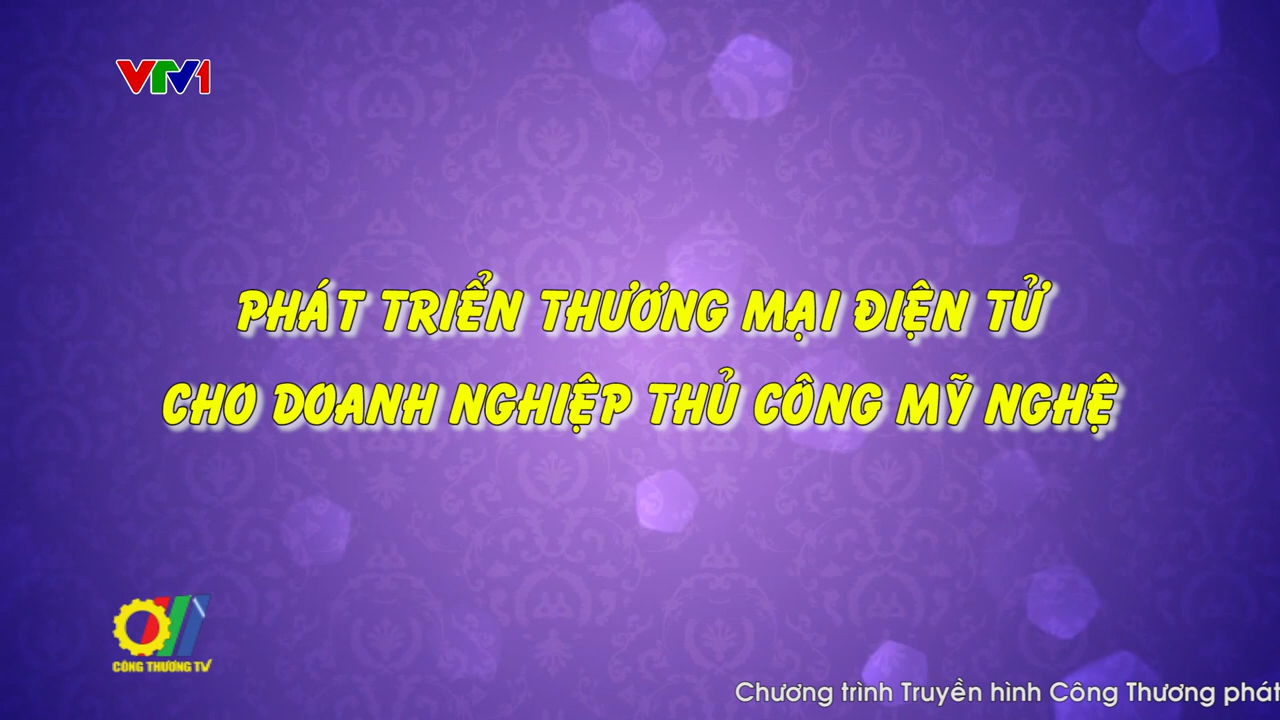 VTV1
PHÁT TRIỂN THƯƠNG MẠI ĐIỆN TỬ
CHO DOANH NGHIỆP THỦ CÔNG MỸ NGHỆ
CÔNG THƯƠNG TV
Chương trình Truyền hình Công Thương phát